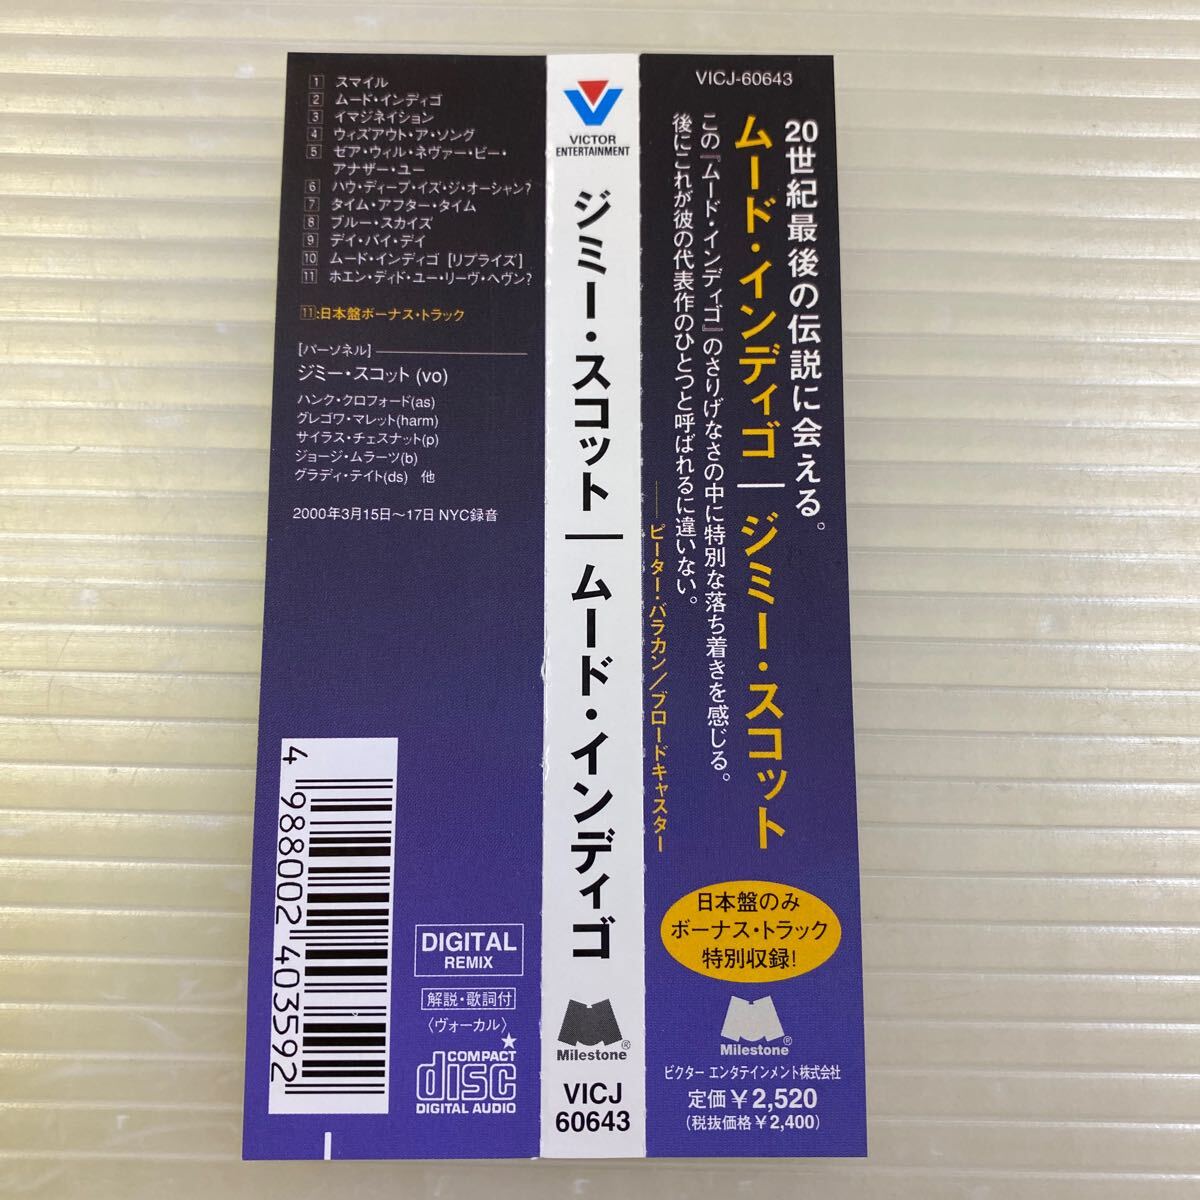 1 スマイル
2 ムード・インディゴ
3 イマジネイション
4 ウィズアウト・ア・ソング
5 ゼア・ウィル・ネヴァー・ビー・
アナザー・ユー
6 ハウ・ディープ・イズ・ジ・オーシャン?
7 タイム・アフター・タイム
8 ブルー・スカイズ
9 デイ・バイ・デイ
10 ムード・インディゴ [リプライズ]
11 ホエン・ディド・ユー・リーヴ・ヘヴン?
11:日本盤ボーナス・トラック
[パーソネル]
ジミー・スコット (vo)
ハンク・クロフォード(as)
グレゴワ・マレット(harm)
サイラス・チェスナット(p)
ジョージ・ムラーツ(b)
グラディ・テイト(ds) 他
2000年3月15日〜17日 NYC録音
4 988002 403592
DIGITAL
REMIX
解説・歌詞付
〈ヴォーカル〉
★
COMPACT
disc
DIGITAL AUDIO
VICTOR
ENTERTAINMENT
ジミー・スコット｜ムード・インディゴ
Milestone®
VICJ
60643
VICJ-60643
20世紀最後の伝説に会える。
ムード・インディゴ｜ジミー・スコット
この『ムード・インディゴ』のさりげなさの中に特別な落ち着きを感じる。
後にこれが彼の代表作のひとつと呼ばれるに違いない。
――ピーター・バラカン／ブロードキャスター
日本盤のみ
ボーナス・トラック
特別収録!
Milestone®
ビクター エンタテインメント株式会社
定価￥2,520
(税抜価格￥2,400)